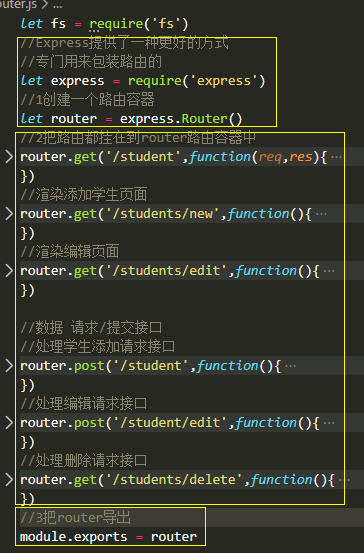 router.js > ...
let fs = require('fs')
//Express提供了一种更好的方式
//专门用来包装路由的
let express = require('express')
//1创建一个路由容器
let router = express.Router()
//2把路由都挂在到router路由容器中
router.get('/student',function(req,res){ ...
})
//渲染添加学生页面
router.get('/students/new',function(){ ...
})
//渲染编辑页面
router.get('/students/edit',function(){ ...
})
//数据 请求/提交接口
//处理学生添加请求接口
router.post('/student',function(){ ...
})
//处理编辑请求接口
router.post('/student/edit',function(){ ...
})
//处理删除请求接口
router.get('/students/delete',function(){ ...
})
//3把router导出
module.exports = router